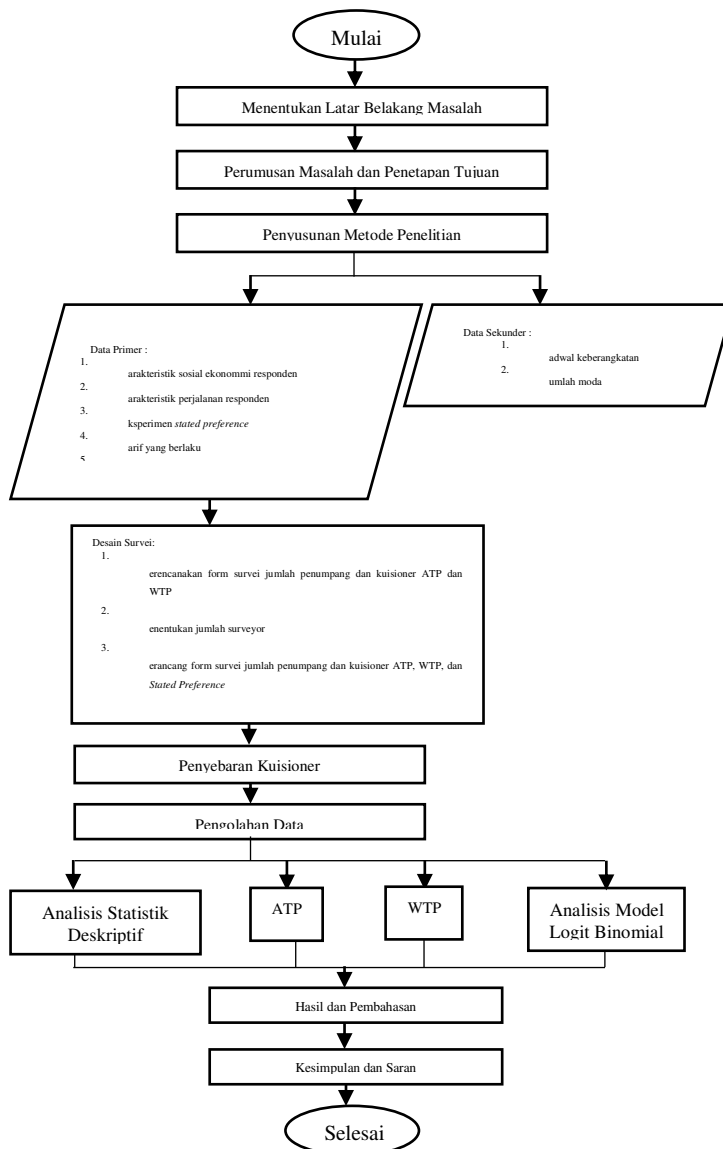 Mulai
Menentukan Latar Belakang Masalah
Perumusan Masalah dan Penetapan Tujuan
Penyusunan Metode Penelitian
Data Primer :
1.
arakteristik sosial ekonommi responden
2.
arakteristik perjalanan responden
3.
ksperimen stated preference
4.
arif yang berlaku
5.
Data Sekunder :
1.
adwal keberangkatan
2.
umlah moda
Desain Survei:
1.
erencanakan form survei jumlah penumpang dan kuisioner ATP dan
WTP
2.
enentukan jumlah surveyor
3.
erancang form survei jumlah penumpang dan kuisioner ATP, WTP, dan
Stated Preference
Penyebaran Kuisioner
Pengolahan Data
Analisis Statistik
Deskriptif
ATP
WTP
Analisis Model
Logit Binomial
Hasil dan Pembahasan
Kesimpulan dan Saran
Selesai